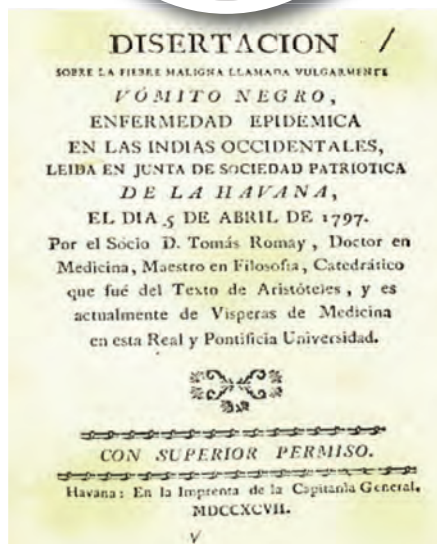 DISERTACION /
SOBRE LA FIEBRE MALIGNA LLAMADA VULGARMENTE
VÓMITO NEGRO,
ENFERMEDAD EPIDEMICA
EN LAS INDIAS OCCIDENTALES,
LEIDA EN JUNTA DE SOCIEDAD PATRIOTICA
DE LA HAVANA,
EL DIA 5 DE ABRIL DE 1797.
Por el Socio D. Tomás Romay, Doctor en
Medicina, Maestro en Filosofia, Catedrático
que fué del Texto de Aristóteles, y es
actualmente de Visperas de Medicina
en esta Real y Pontificia Universidad.
CON SUPERIOR PERMISO.
Havana: En la Imprenta de la Capitanía General.
MDCCXCVII.
V